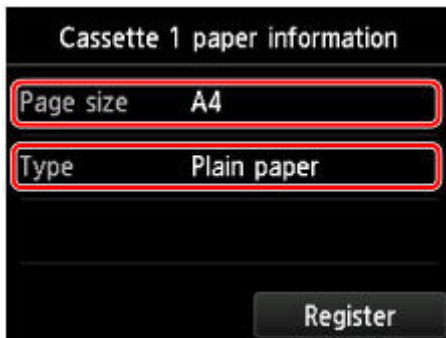 Cassette 1 paper information
Page size A4
Type Plain paper
Register